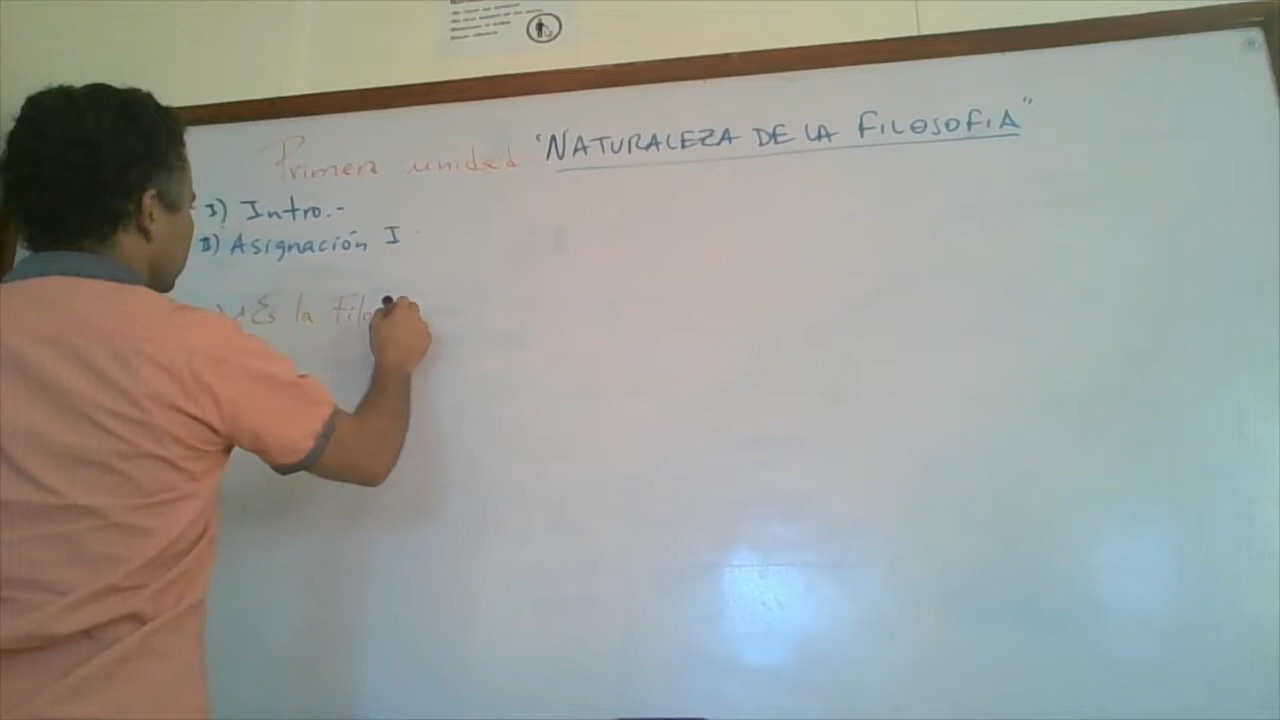 Primera unidad "NATURALEZA DE LA FILOSOFIA"
I) Intro.-
II) Asignación I
¿Es la Filo